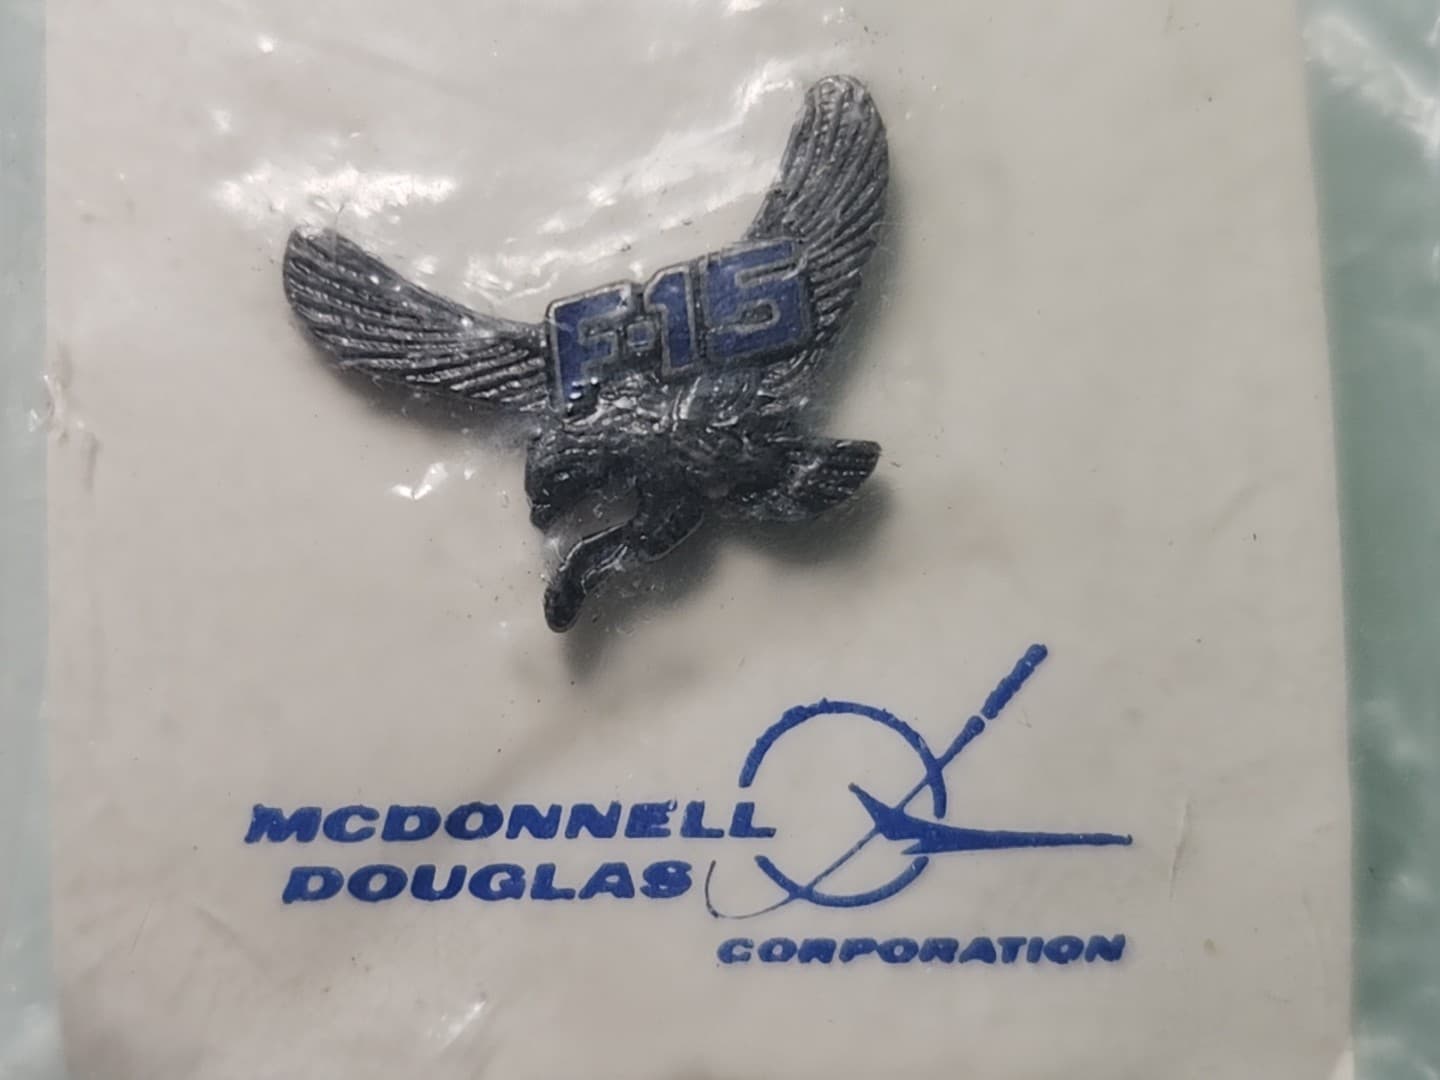 F-15
MCDONNELL
DOUGLAS
CORPORATION